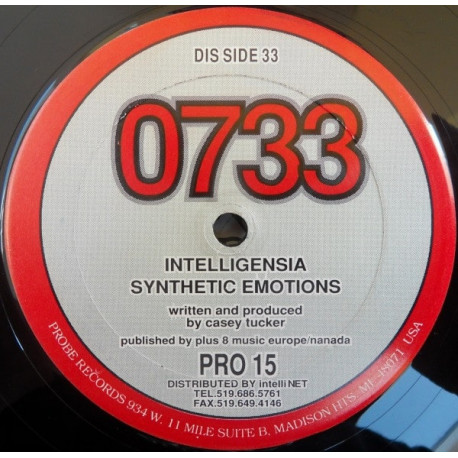 DIS SIDE 33
0733
INTELLIGENSIA
SYNTHETIC EMOTIONS
written and produced
by casey tucker
published by plus 8 music europe/nanada
PRO 15
DISTRIBUTED BY intelliNET
TEL.519.686.5761
FAX.519.649.4146
PROBE RECORDS 934 W. 11 MILE SUITE B, MADISON HTS. MI. 48071 USA